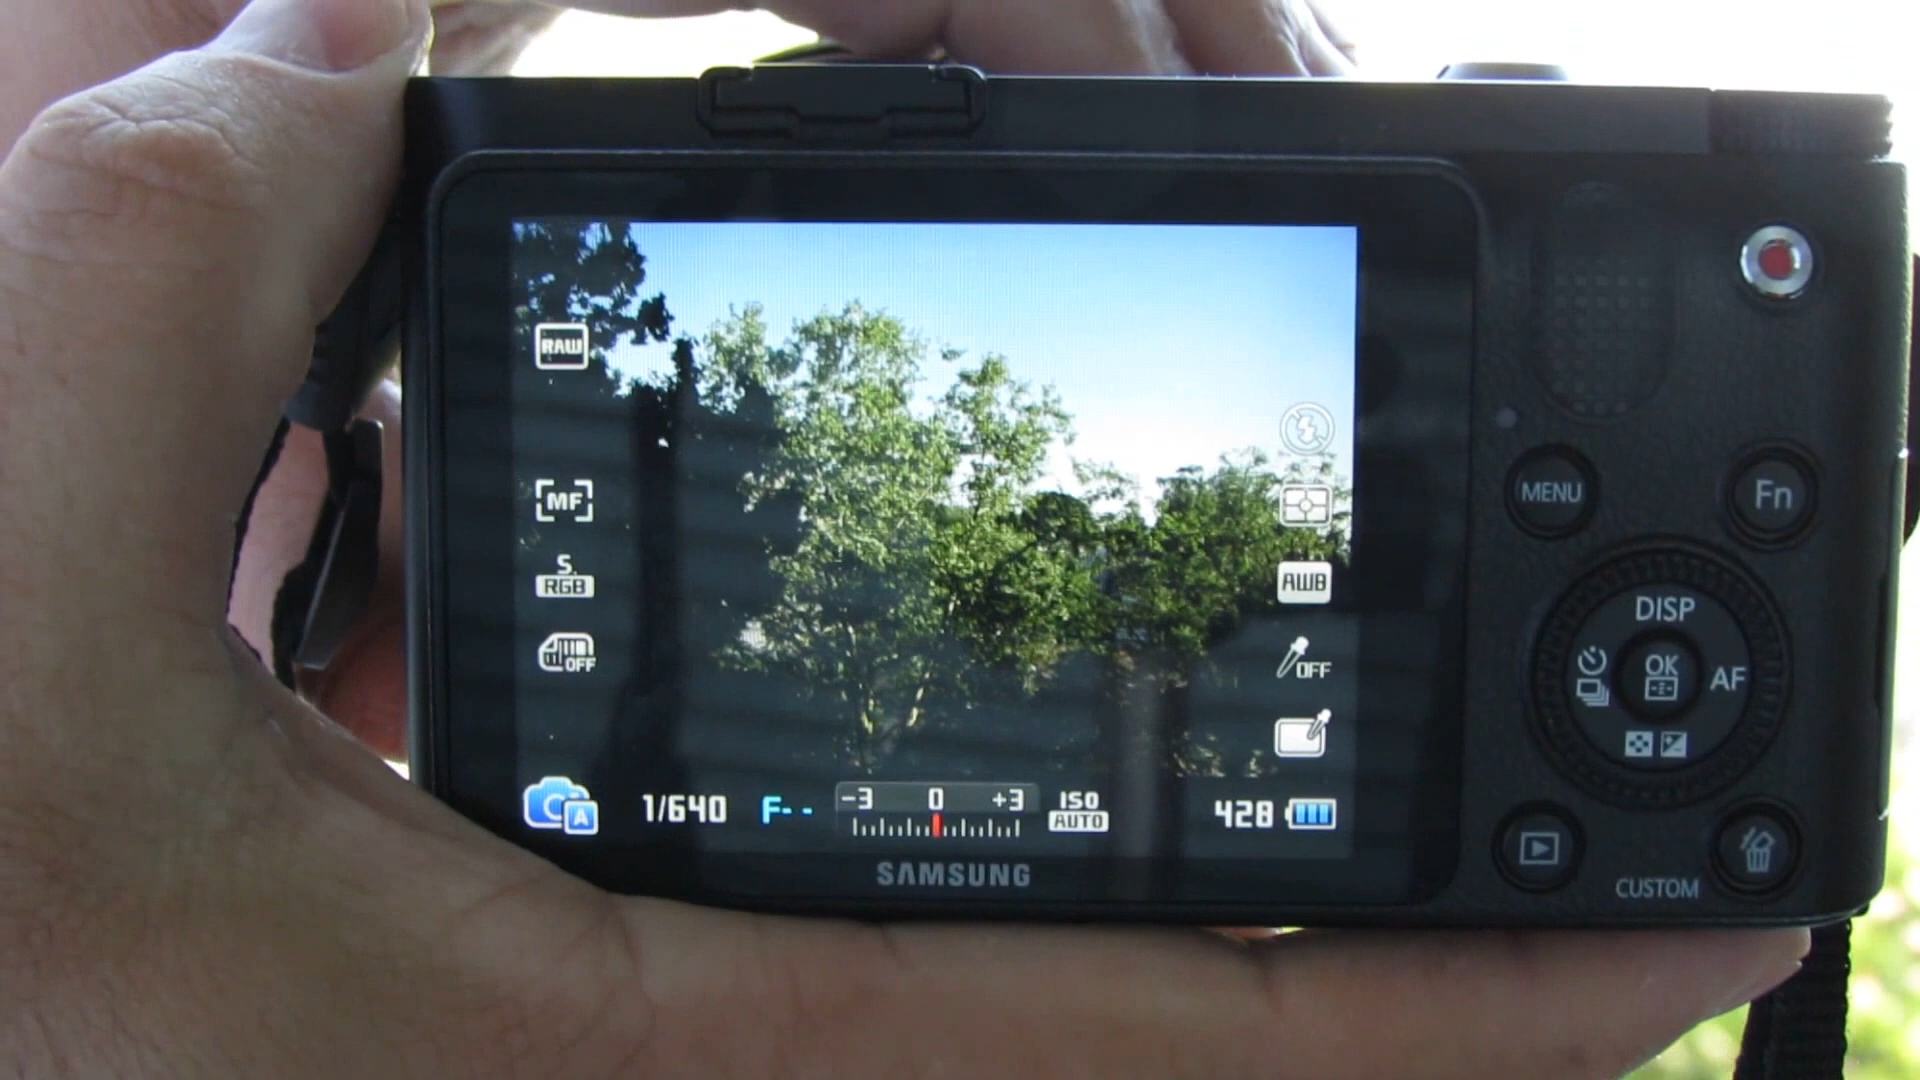 RAW
MF
S.
RGB
OFF
AWB
OFF
A
1/640
F--
-3 0 +3
ISO
AUTO
428
SAMSUNG
MENU
Fn
DISP
OK
AF
CUSTOM